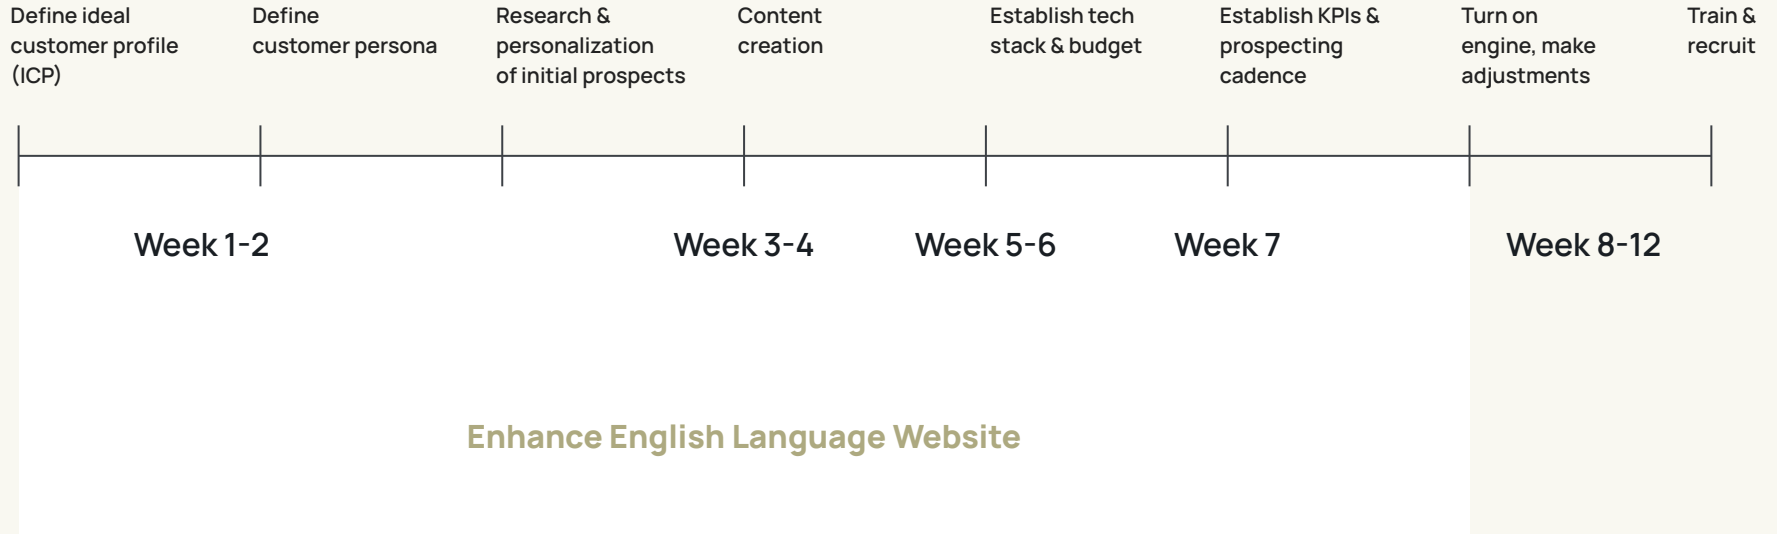 Define ideal
customer profile
(ICP)
Define
customer persona
Research &
personalization
of initial prospects
Content
creation
Establish tech
stack & budget
Establish KPIs &
prospecting
cadence
Turn on
engine, make
adjustments
Train &
recruit
Week 1-2
Week 3-4
Week 5-6
Week 7
Week 8-12
Enhance English Language Website